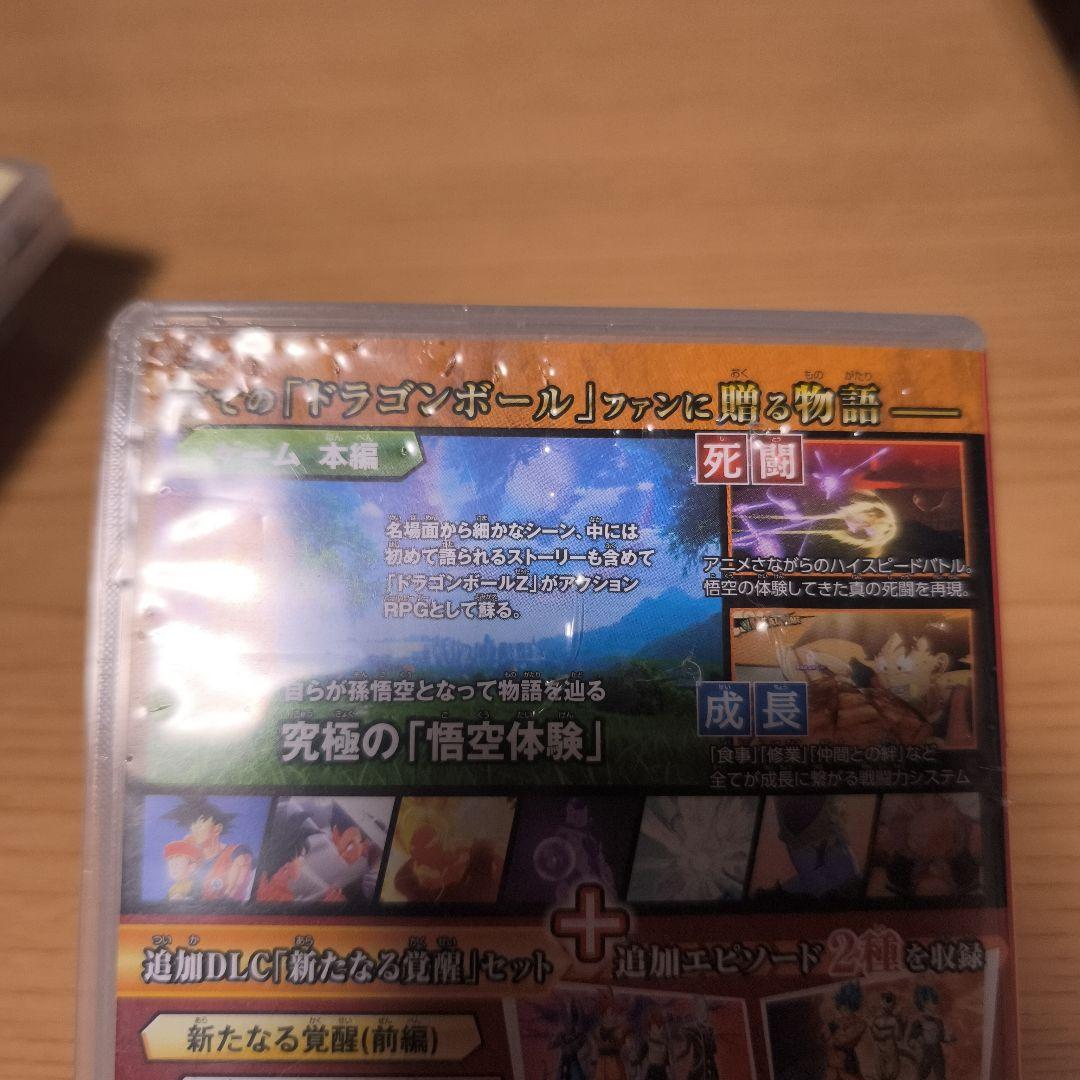 ての「ドラゴンボール」ファンに贈る物語
ゲーム 本編
名場面から細かなシーン、中には
初めて語られるストーリーも含めて
「ドラゴンボールZ」がアクション
RPGとして蘇る。
自らが孫悟空となって物語を辿る
究極の「悟空体験」
死闘
アニメさながらのハイスピードバトル。
悟空の体験してきた真の死闘を再現。
成長
「食事」「修業」「仲間との絆」など
全てが成長に繋がる戦闘力システム
+
追加DLC「新たなる覚醒」セット
追加エピソード2種を収録
新たなる覚醒(前編)